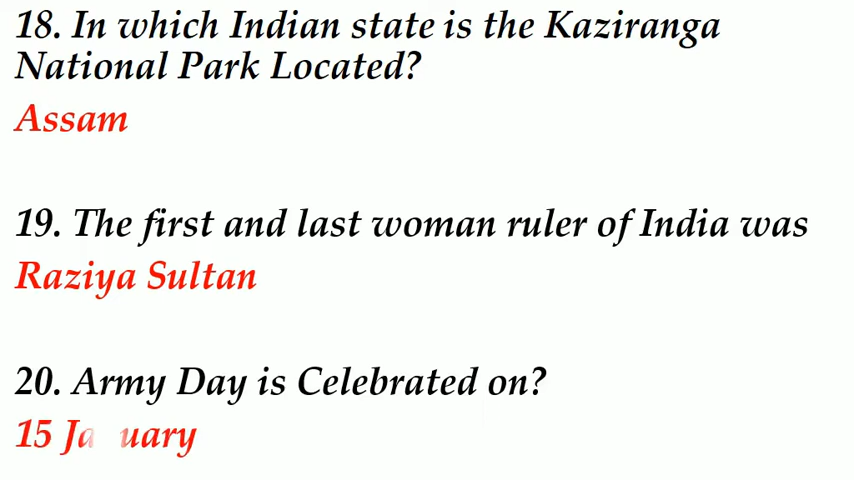 18. In which Indian state is the Kaziranga
National Park Located?
Assam
19. The first and last woman ruler of India was
Raziya Sultan
20. Army Day is Celebrated on?
15 January